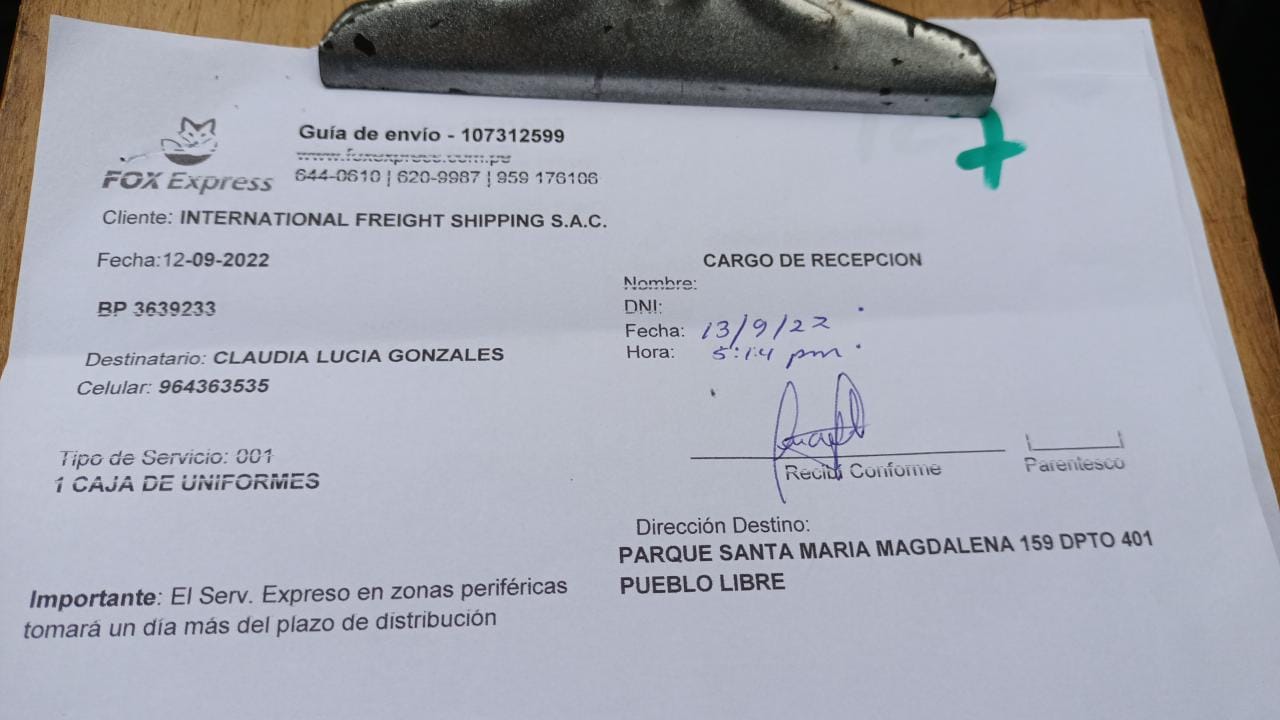 FOX Express
Guía de envío - 107312599
www.foxexpress.com.pe
644-0610 | 620-9987 | 959 176106
Cliente: INTERNATIONAL FREIGHT SHIPPING S.A.C.
Fecha:12-09-2022
BP 3639233
Destinatario: CLAUDIA LUCIA GONZALES
Celular: 964363535
Tipo de Servicio: 001
1 CAJA DE UNIFORMES
Importante: El Serv. Expreso en zonas periféricas
tomará un día más del plazo de distribución
CARGO DE RECEPCION
Nombre:
DNI:
Fecha: 13/9/22
Hora: 5:14 pm
Recibí Conforme
Parentesco
Dirección Destino:
PARQUE SANTA MARIA MAGDALENA 159 DPTO 401
PUEBLO LIBRE